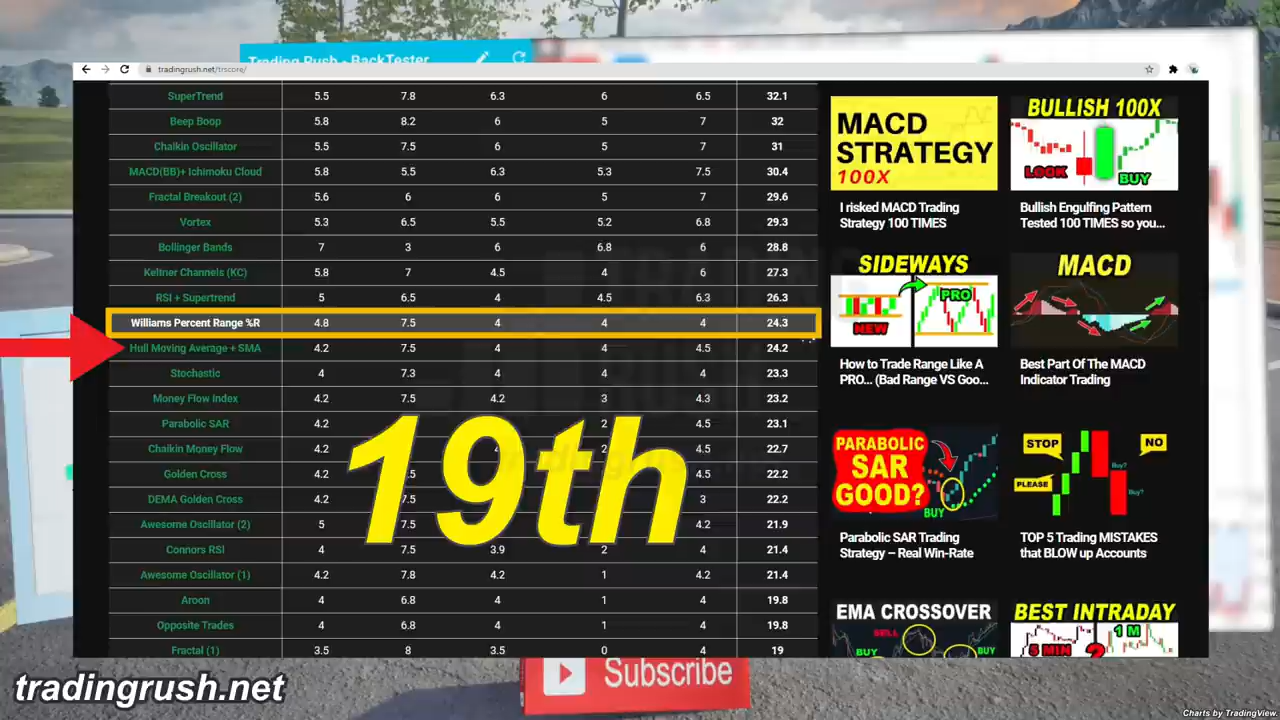 Trading Rush - BackTester
tradingrush.net/trscore/
SuperTrend 5.5 7.8 6.3 6 6.5 32.1
Beep Boop 5.8 8.2 6 5 7 32
Chaikin Oscillator 5.5 7.5 6 5 7 31
MACD(BB)+ Ichimoku Cloud 5.8 5.5 6.3 5.3 7.5 30.4
Fractal Breakout (2) 5.6 6 6 5 7 29.6
Vortex 5.3 6.5 5.5 5.2 6.8 29.3
Bollinger Bands 7 3 6 6.8 6 28.8
Keltner Channels (KC) 5.8 7 4.5 4 6 27.3
RSI + Supertrend 5 6.5 4 4.5 6.3 26.3
Williams Percent Range %R 4.8 7.5 4 4 4 24.3
Hull Moving Average + SMA 4.2 7.5 4 4 4.5 24.2
Stochastic 4 7.3 4 4 4 23.3
Money Flow Index 4.2 7.5 4.2 3 4.3 23.2
Parabolic SAR 4.2 2 4.5 23.1
Chaikin Money Flow 4.2 7.5 4.5 22.7
Golden Cross 4.2 4.5 22.2
DEMA Golden Cross 4.2 7.5 3 22.2
Awesome Oscillator (2) 5 7.5 4.2 21.9
Connors RSI 4 7.5 3.9 2 4 21.4
Awesome Oscillator (1) 4.2 7.8 4.2 1 4.2 21.4
Aroon 4 6.8 4 1 4 19.8
Opposite Trades 4 6.8 4 1 4 19.8
Fractal (1) 3.5 8 3.5 0 4 19
19th
MACD
STRATEGY
100X
I risked MACD Trading
Strategy 100 TIMES
BULLISH 100X
LOOK
BUY
Bullish Engulfing Pattern
Tested 100 TIMES so you...
SIDEWAYS
PRO
NEW
How to Trade Range Like A
PRO... (Bad Range VS Goo...
MACD
Best Part Of The MACD
Indicator Trading
PARABOLIC
SAR
GOOD?
BUY
Parabolic SAR Trading
Strategy – Real Win-Rate
STOP
NO
PLEASE
Buy?
Buy?
TOP 5 Trading MISTAKES
that BLOW up Accounts
EMA CROSSOVER
SELL
BUY
BUY
BEST INTRADAY
1 M
5 MIN
?
Subscribe
tradingrush.net
Charts by TradingView.